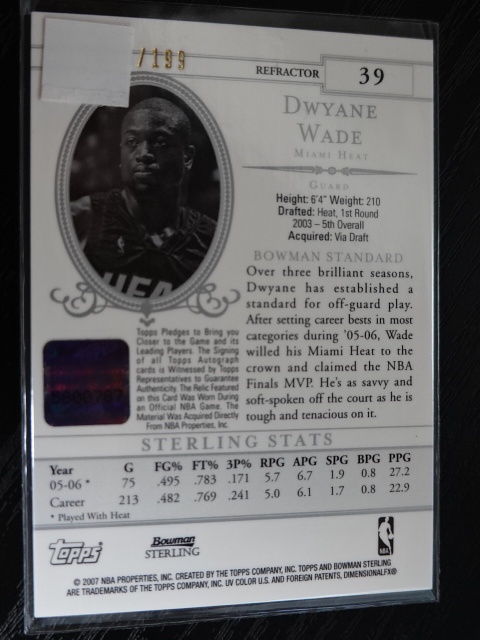 /199
REFRACTOR 39
DWYANE
WADE
MIAMI HEAT
GUARD
Height: 6'4" Weight: 210
Drafted: Heat, 1st Round
2003 – 5th Overall
Acquired: Via Draft
BOWMAN STANDARD
Over three brilliant seasons,
Dwyane has established a
standard for off-guard play.
After setting career bests in most
categories during '05-06, Wade
willed his Miami Heat to the
crown and claimed the NBA
Finals MVP. He's as savvy and
soft-spoken off the court as he is
tough and tenacious on it.
HEA
Topps Pledges to Bring you
Closer to the Game and its
Leading Players. The Signing
of all Topps Autograph
cards is Witnessed by Topps
Representatives to Guarantee
Authenticity. The Relic Featured
on this Card Was Worn During
an Official NBA Game. The
Material Was Acquired Directly
From NBA Properties, Inc.
STERLING STATS
Year G FG% FT% 3P% RPG APG SPG BPG PPG
05-06 * 75 .495 .783 .171 5.7 6.7 1.9 0.8 27.2
Career 213 .482 .769 .241 5.0 6.1 1.7 0.8 22.9
* Played With Heat
Topps
Bowman
STERLING
NBA
© 2007 NBA PROPERTIES, INC. CREATED BY THE TOPPS COMPANY, INC. TOPPS AND BOWMAN STERLING
ARE TRADEMARKS OF THE TOPPS COMPANY, INC. UV COLOR U.S. AND FOREIGN PATENTS, DIMENSIONALFX®